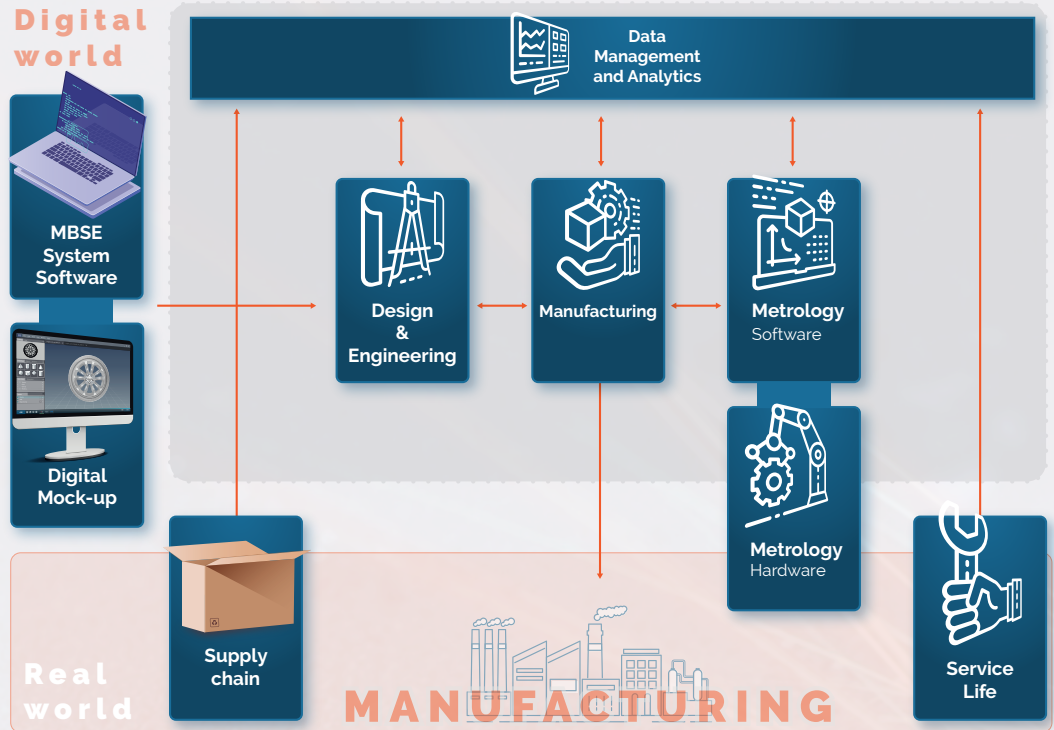 Digital
world
Data
Management
and Analytics
MBSE
System
Software
Design
&
Engineering
Manufacturing
Metrology
Software
Digital
Mock-up
Metrology
Hardware
Supply
chain
Service
Life
Real
world
MANUFACTURING